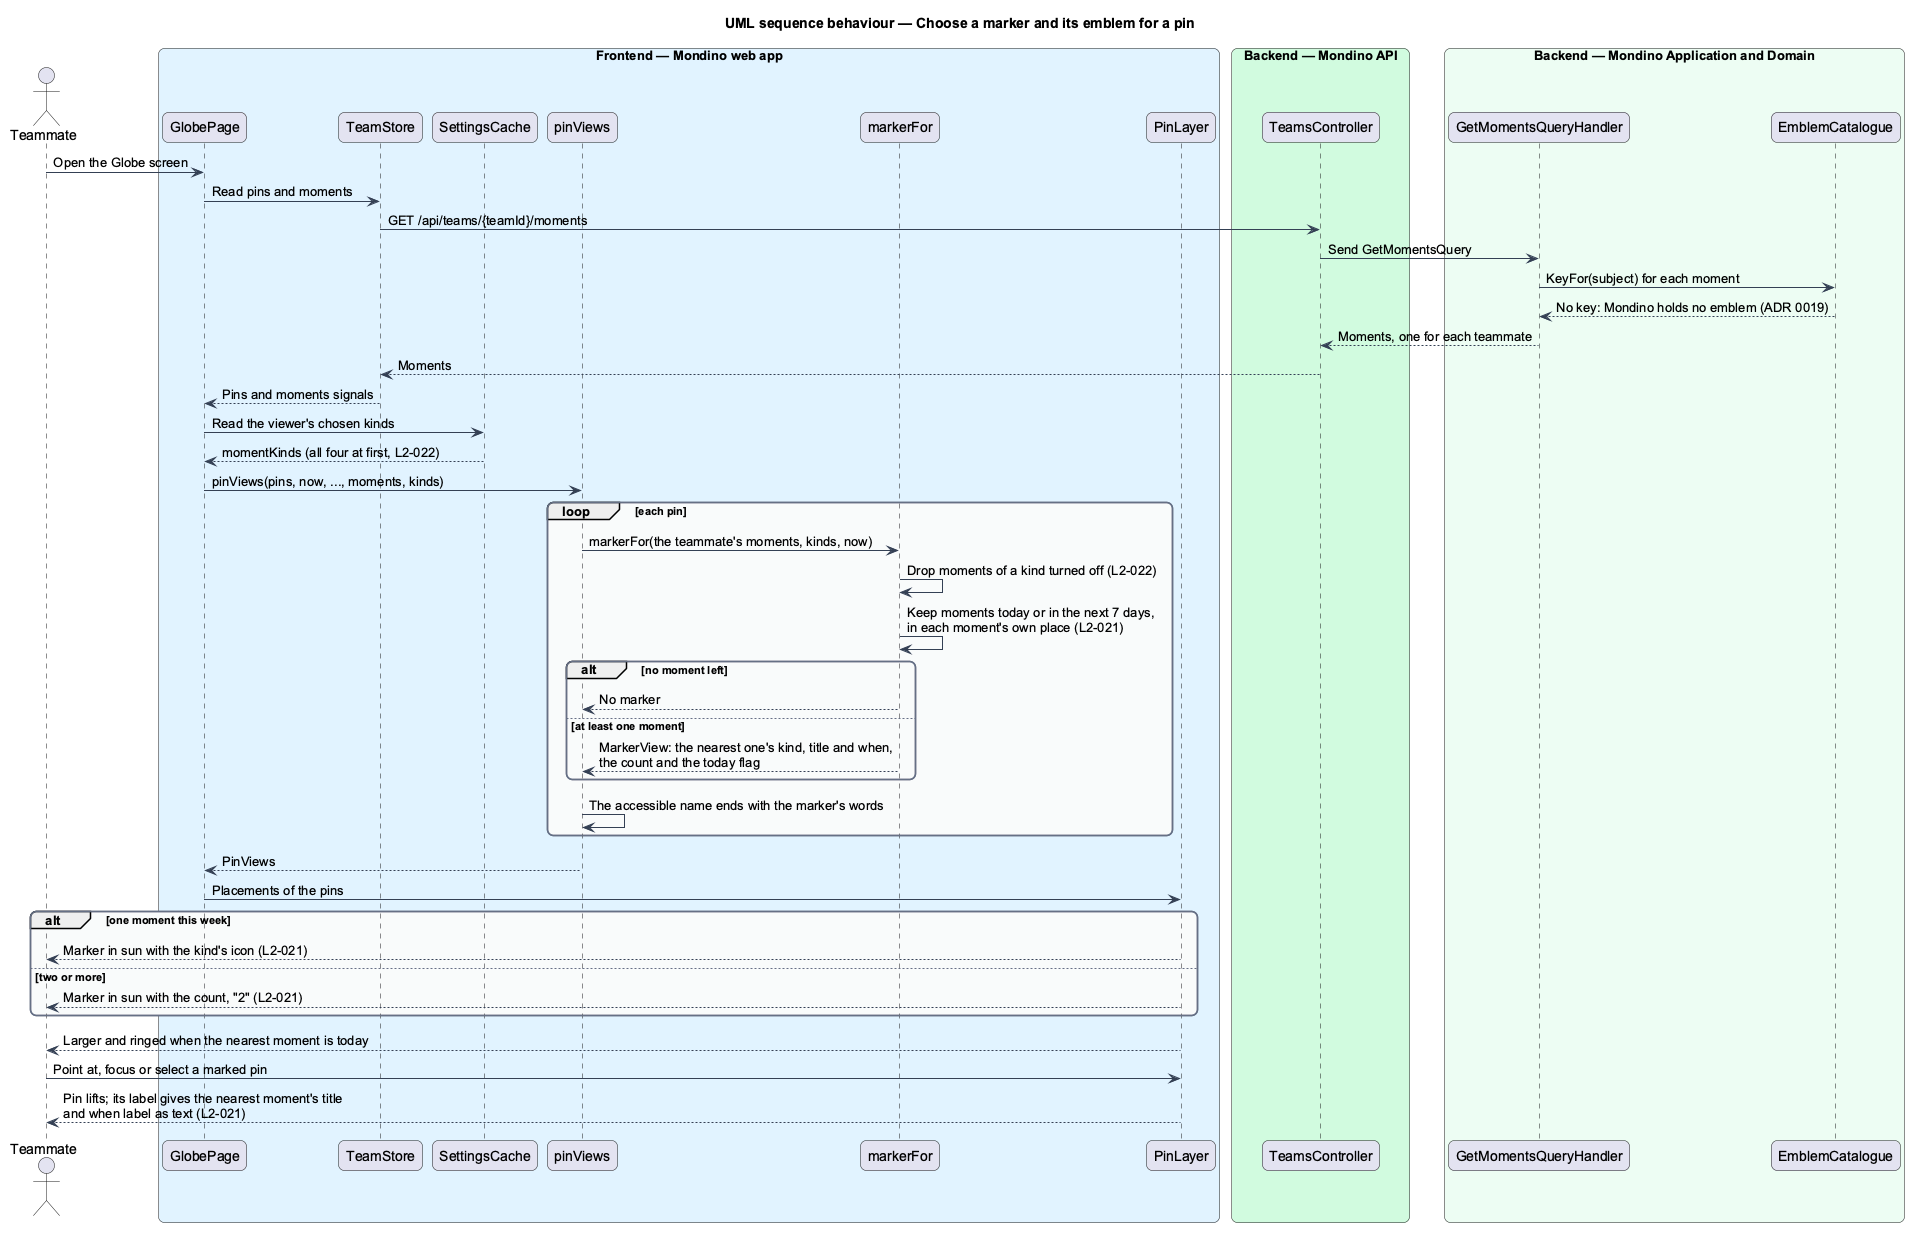 UML sequence behaviour — Choose a marker and its emblem for a pin
Frontend — Mondino web app
Backend — Mondino API
Backend — Mondino Application and Domain
Teammate
GlobePage
TeamStore
SettingsCache
pinViews
markerFor
PinLayer
TeamsController
GetMomentsQueryHandler
EmblemCatalogue
Open the Globe screen
Read pins and moments
GET /api/teams/{teamId}/moments
Send GetMomentsQuery
KeyFor(subject) for each moment
No key: Mondino holds no emblem (ADR 0019)
Moments, one for each teammate
Moments
Pins and moments signals
Read the viewer's chosen kinds
momentKinds (all four at first, L2-022)
pinViews(pins, now, ..., moments, kinds)
loop
[each pin]
markerFor(the teammate's moments, kinds, now)
Drop moments of a kind turned off (L2-022)
Keep moments today or in the next 7 days,
in each moment's own place (L2-021)
alt
[no moment left]
No marker
[at least one moment]
MarkerView: the nearest one's kind, title and when,
the count and the today flag
The accessible name ends with the marker's words
PinViews
Placements of the pins
alt
[one moment this week]
Marker in sun with the kind's icon (L2-021)
[two or more]
Marker in sun with the count, "2" (L2-021)
Larger and ringed when the nearest moment is today
Point at, focus or select a marked pin
Pin lifts; its label gives the nearest moment's title
and when label as text (L2-021)
Teammate
GlobePage
TeamStore
SettingsCache
pinViews
markerFor
PinLayer
TeamsController
GetMomentsQueryHandler
EmblemCatalogue